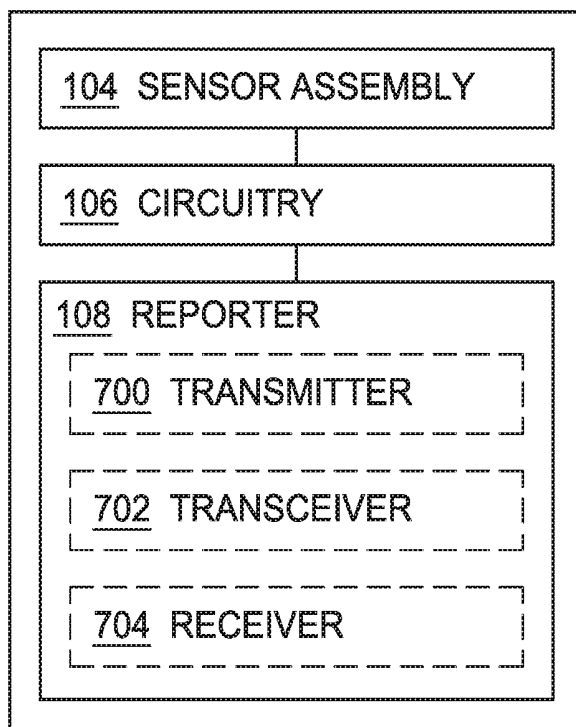 104 SENSOR ASSEMBLY
106 CIRCUITRY
108 REPORTER
700 TRANSMITTER
702 TRANSCEIVER
704 RECEIVER